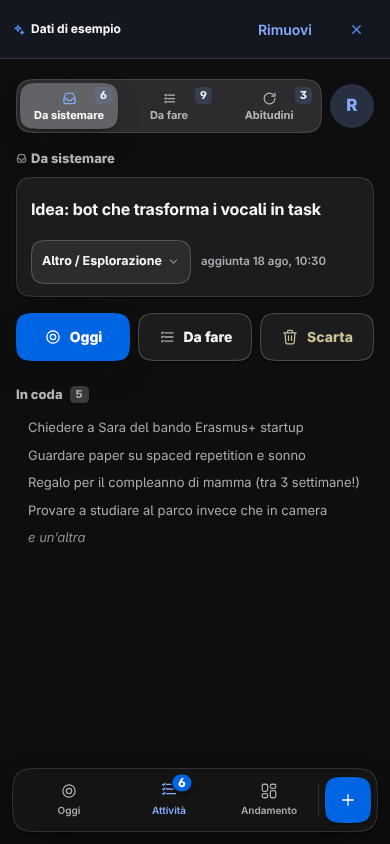 Dati di esempio
Rimuovi
6
Da sistemare
9
Da fare
3
Abitudini
R
Da sistemare
Idea: bot che trasforma i vocali in task
Altro / Esplorazione
aggiunta 18 ago, 10:30
Oggi
Da fare
Scarta
In coda 5
Chiedere a Sara del bando Erasmus+ startup
Guardare paper su spaced repetition e sonno
Regalo per il compleanno di mamma (tra 3 settimane!)
Provare a studiare al parco invece che in camera
e un'altra
Oggi
6
Attività
Andamento